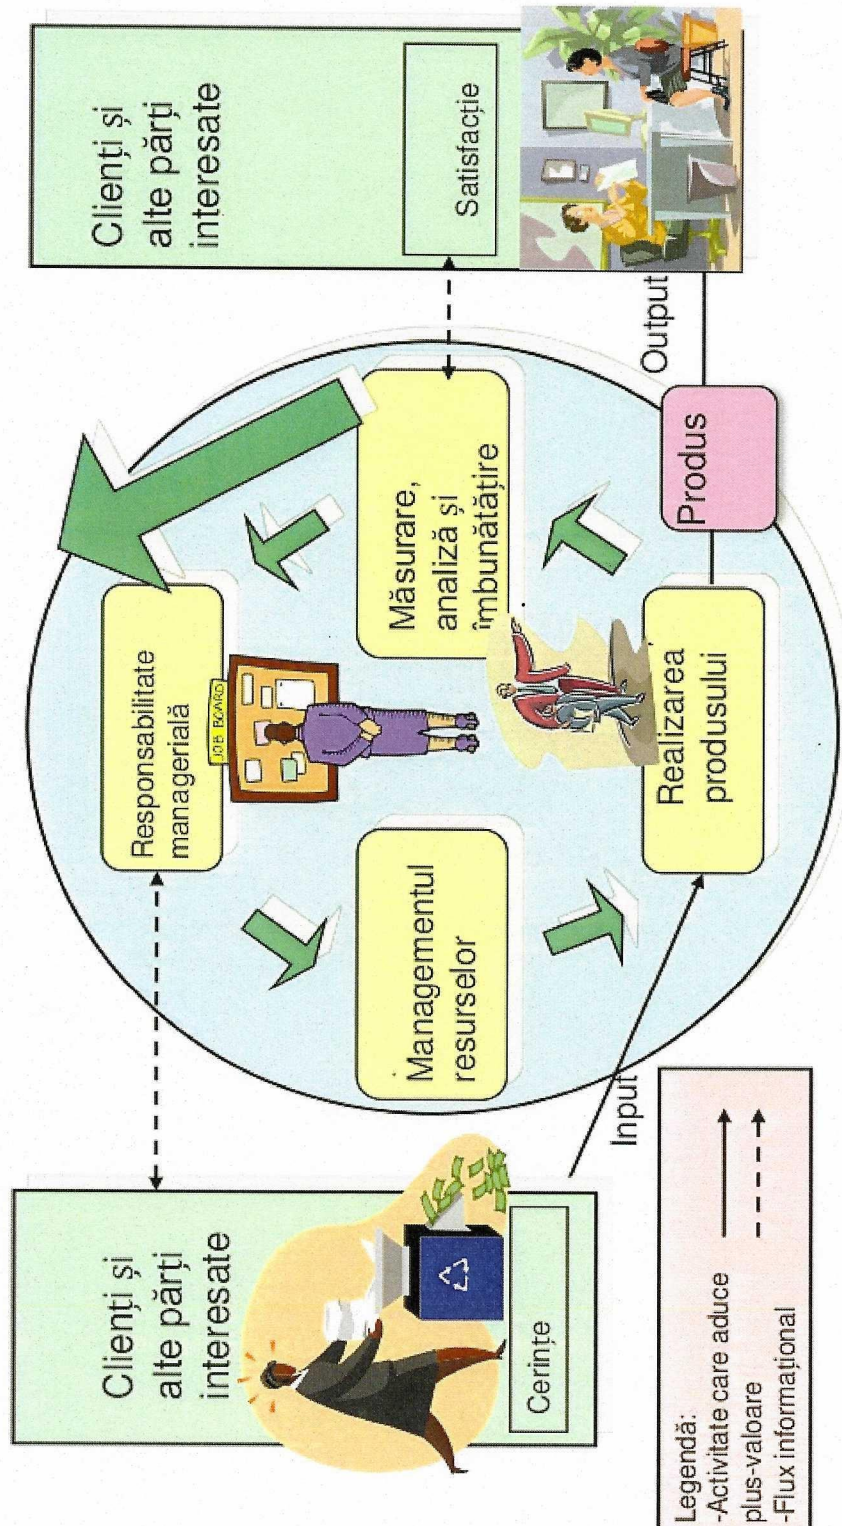 Clienți și
alte părți
interesate
Cerințe
Responsabilitate
managerială
JOB BOARD
Managementul
resurselor
Măsurare,
analiză și
îmbunătățire
Realizarea
produsului
Input
Produs
Output
Clienți și
alte părți
interesate
Satisfacție
Legendă:
-Activitate care aduce
plus-valoare
-Flux informațional